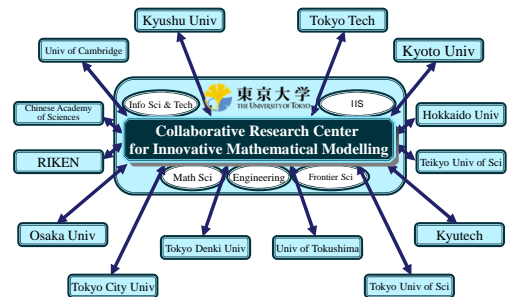 Kyushu Univ
Tokyo Tech
Univ of Cambridge
Kyoto Univ
東京大学
THE UNIVERSITY OF TOKYO
Info Sci & Tech
IIS
Chinese Academy
of Sciences
Hokkaido Univ
Collaborative Research Center
for Innovative Mathematical Modelling
RIKEN
Teikyo Univ of Sci
Math Sci
Engineering
Frontier Sci
Osaka Univ
Kyutech
Tokyo Denki Univ
Univ of Tokushima
Tokyo City Univ
Tokyo Univ of Sci